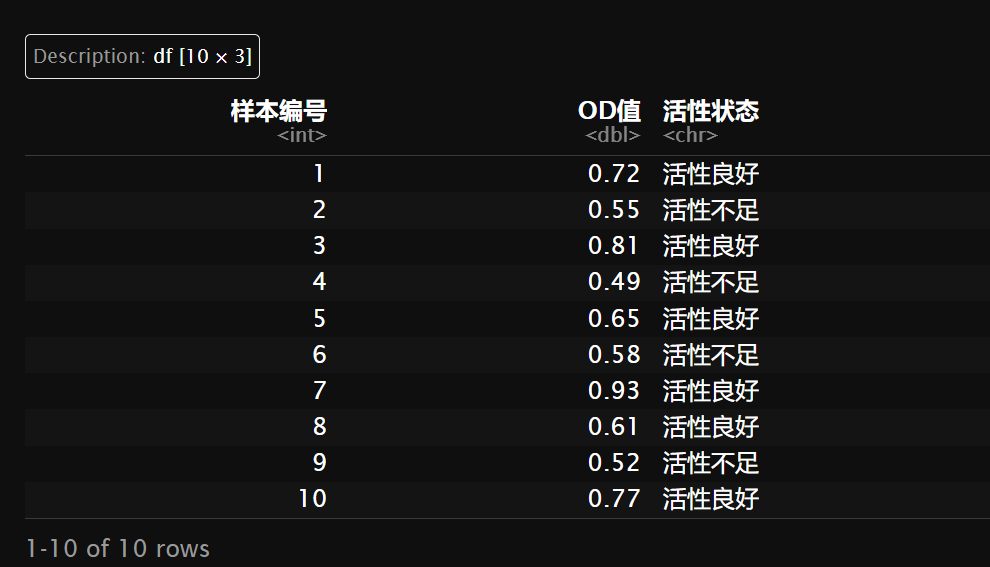 Description: df [10 × 3]
样本编号 OD值 活性状态
<int> <dbl> <chr>
1 0.72 活性良好
2 0.55 活性不足
3 0.81 活性良好
4 0.49 活性不足
5 0.65 活性良好
6 0.58 活性不足
7 0.93 活性良好
8 0.61 活性良好
9 0.52 活性不足
10 0.77 活性良好
1-10 of 10 rows